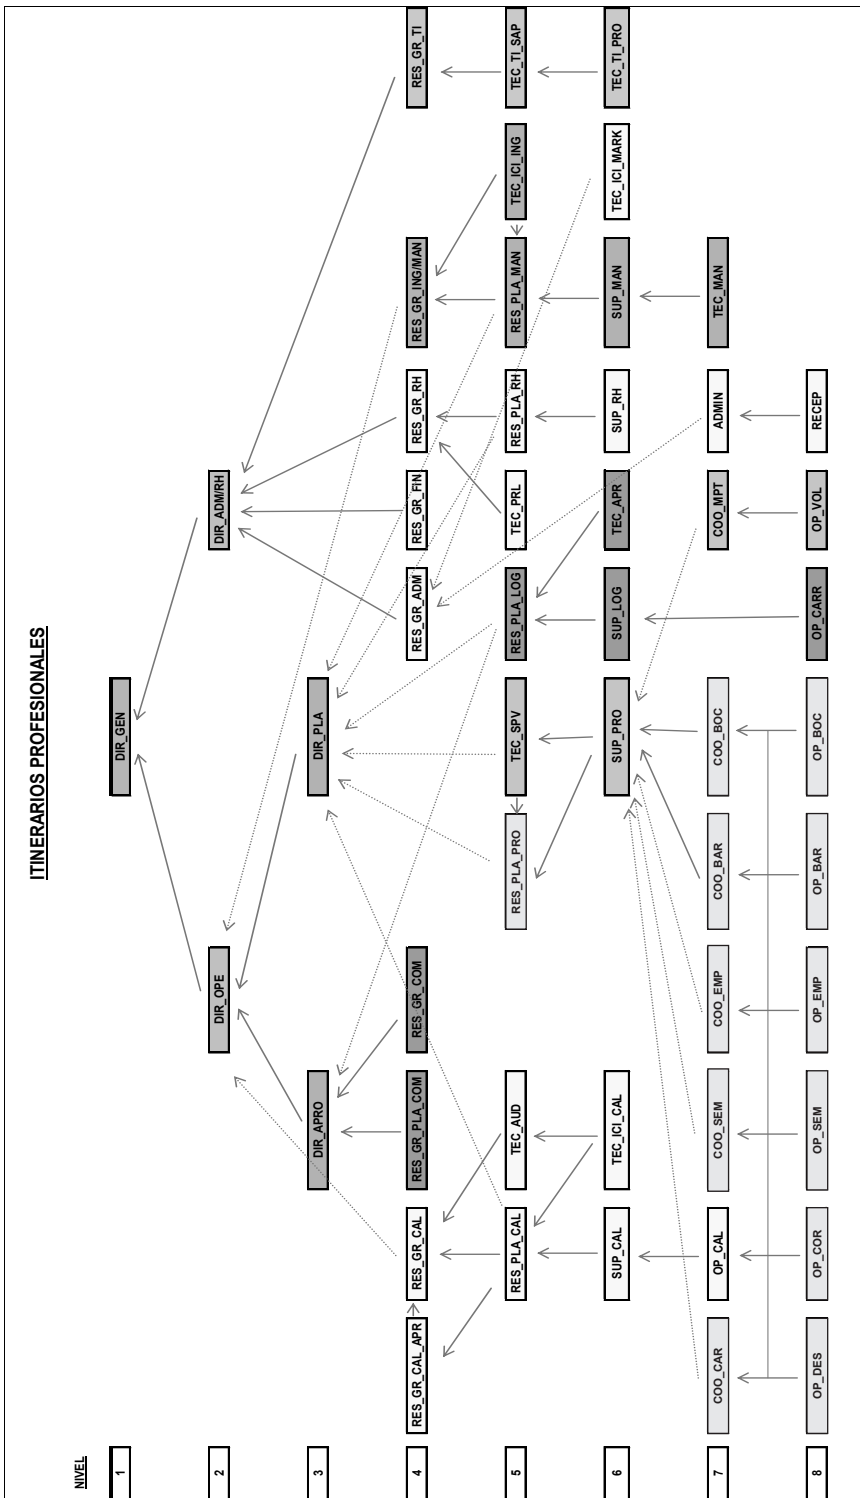 ITINERARIOS PROFESIONALES
NIVEL
1
DIR_GEN
2
DIR_OPE
DIR_ADM/RH
3
DIR_APRO
DIR_PLA
4
RES_GR_CAL_APR
RES_GR_CAL
RES_GR_PLA_COM
RES_GR_COM
RES_GR_ADM
RES_GR_FIN
RES_GR_RH
RES_GR_ING/MAN
RES_GR_TI
5
RES_PLA_CAL
TEC_AUD
RES_PLA_PRO
TEC_SPV
RES_PLA_LOG
TEC_PRL
RES_PLA_RH
RES_PLA_MAN
TEC_ICI_ING
TEC_TI_SAP
6
SUP_CAL
TEC_ICI_CAL
SUP_PRO
SUP_LOG
TEC_APR
SUP_RH
SUP_MAN
TEC_ICI_MARK
TEC_TI_PRO
7
COO_CAR
OP_CAL
COO_SEM
COO_EMP
COO_BAR
COO_BOC
COO_MPT
ADMIN
TEC_MAN
8
OP_DES
OP_COR
OP_SEM
OP_EMP
OP_BAR
OP_BOC
OP_CARR
OP_VOL
RECEP